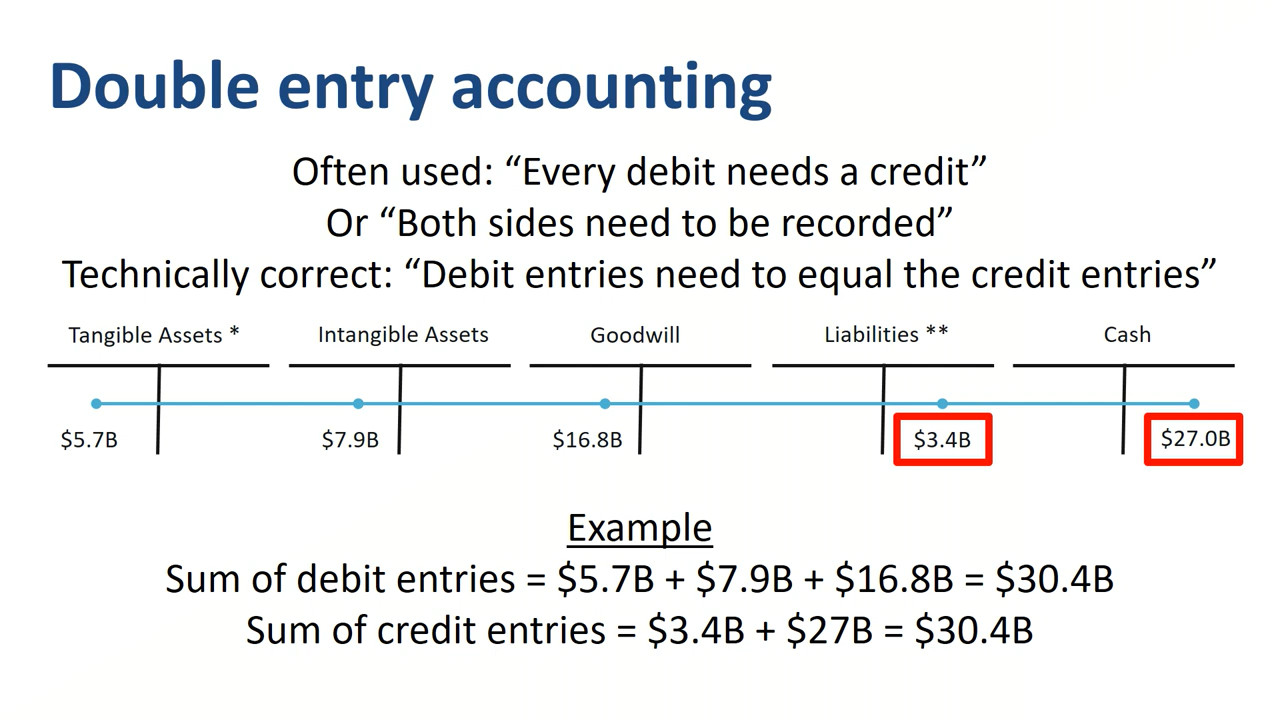 Double entry accounting
Often used: “Every debit needs a credit”
Or “Both sides need to be recorded”
Technically correct: “Debit entries need to equal the credit entries”
Tangible Assets * Intangible Assets Goodwill Liabilities ** Cash
$5.7B $7.9B $16.8B $3.4B $27.0B
Example
Sum of debit entries = $5.7B + $7.9B + $16.8B = $30.4B
Sum of credit entries = $3.4B + $27B = $30.4B